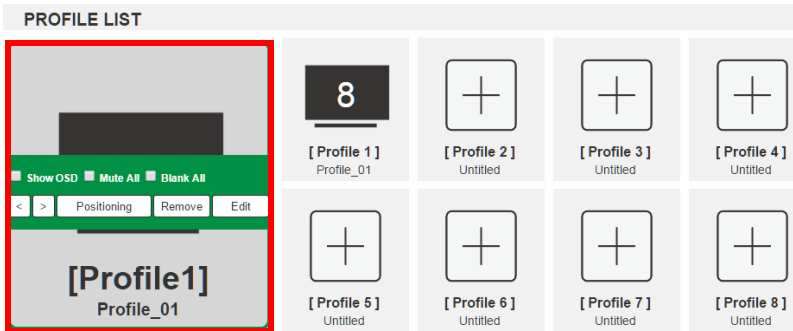 PROFILE LIST
Show OSD Mute All Blank All
< > Positioning Remove Edit
[Profile1]
Profile_01
8
[ Profile 1 ] [ Profile 2 ] [ Profile 3 ] [ Profile 4 ]
Profile_01 Untitled Untitled Untitled
[ Profile 5 ] [ Profile 6 ] [ Profile 7 ] [ Profile 8 ]
Untitled Untitled Untitled Untitled